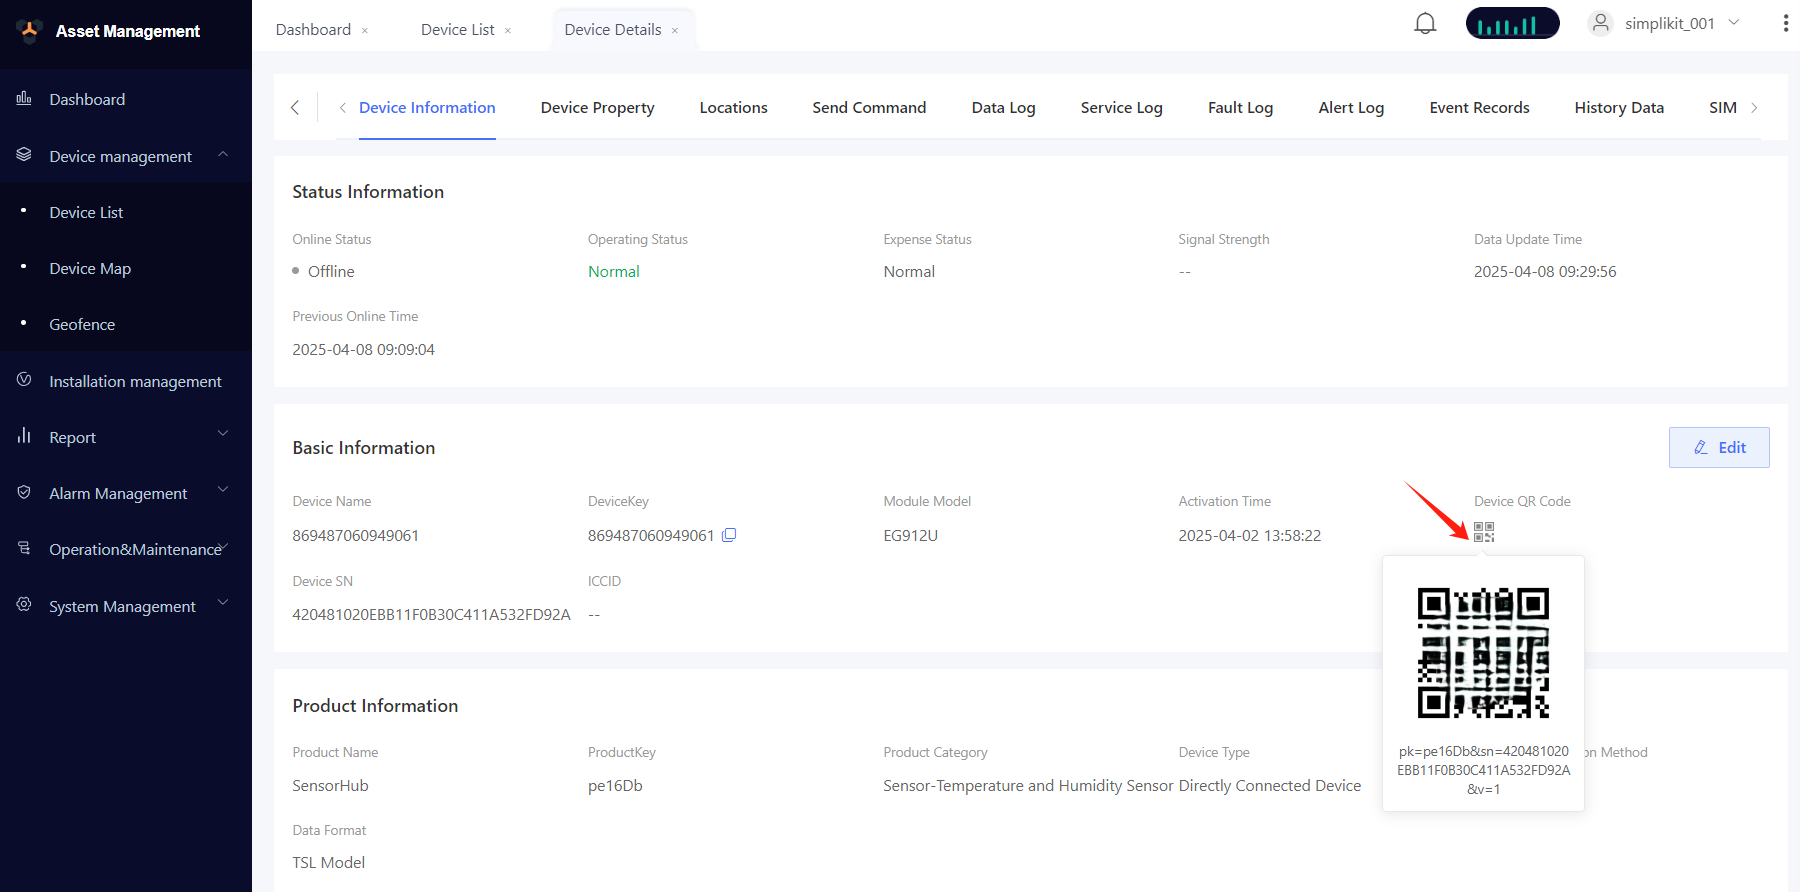 Asset Management
Dashboard
Device management
Device List
Device Map
Geofence
Installation management
Report
Alarm Management
Operation&Maintenance
System Management
Dashboard ×
Device List ×
Device Details ×
simplikit_001
Device Information
Device Property
Locations
Send Command
Data Log
Service Log
Fault Log
Alert Log
Event Records
History Data
SIM
Status Information
Online Status
Operating Status
Expense Status
Signal Strength
Data Update Time
Offline
Normal
Normal
--
2025-04-08 09:29:56
Previous Online Time
2025-04-08 09:09:04
Basic Information
Edit
Device Name
DeviceKey
Module Model
Activation Time
Device QR Code
869487060949061
869487060949061
EG912U
2025-04-02 13:58:22
Device SN
ICCID
420481020EBB11F0B30C411A532FD92A
--
pk=pe16Db&sn=420481020
EBB11F0B30C411A532FD92A
&v=1
Product Information
Product Name
ProductKey
Product Category
Device Type
on Method
SensorHub
pe16Db
Sensor-Temperature and Humidity Sensor
Directly Connected Device
Data Format
TSL Model